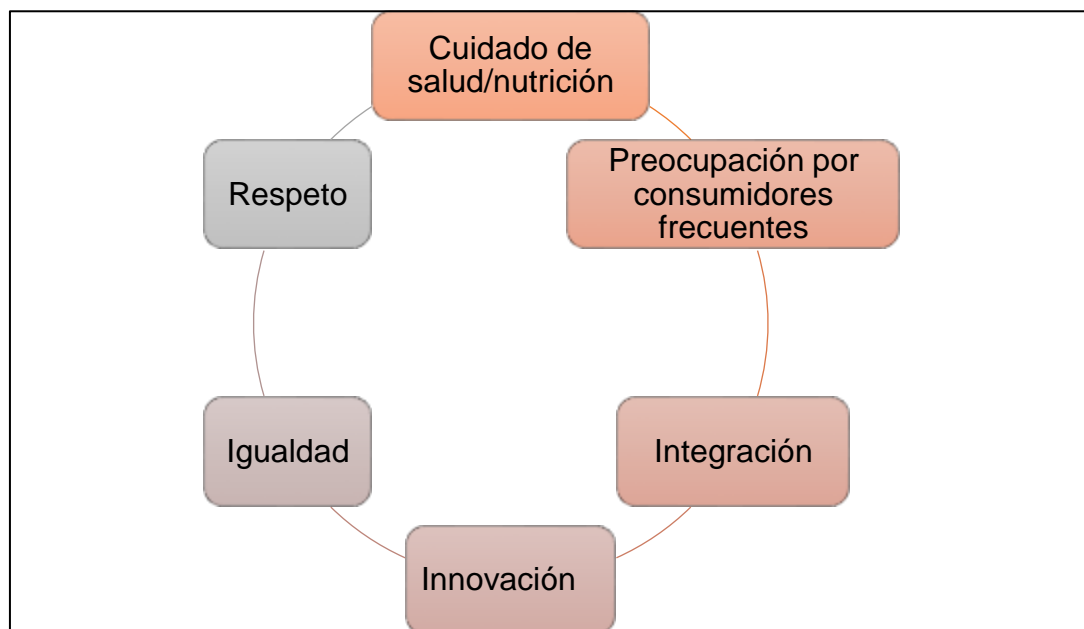 Cuidado de
salud/nutrición
Preocupación por
consumidores
frecuentes
Respeto
Igualdad
Integración
Innovación